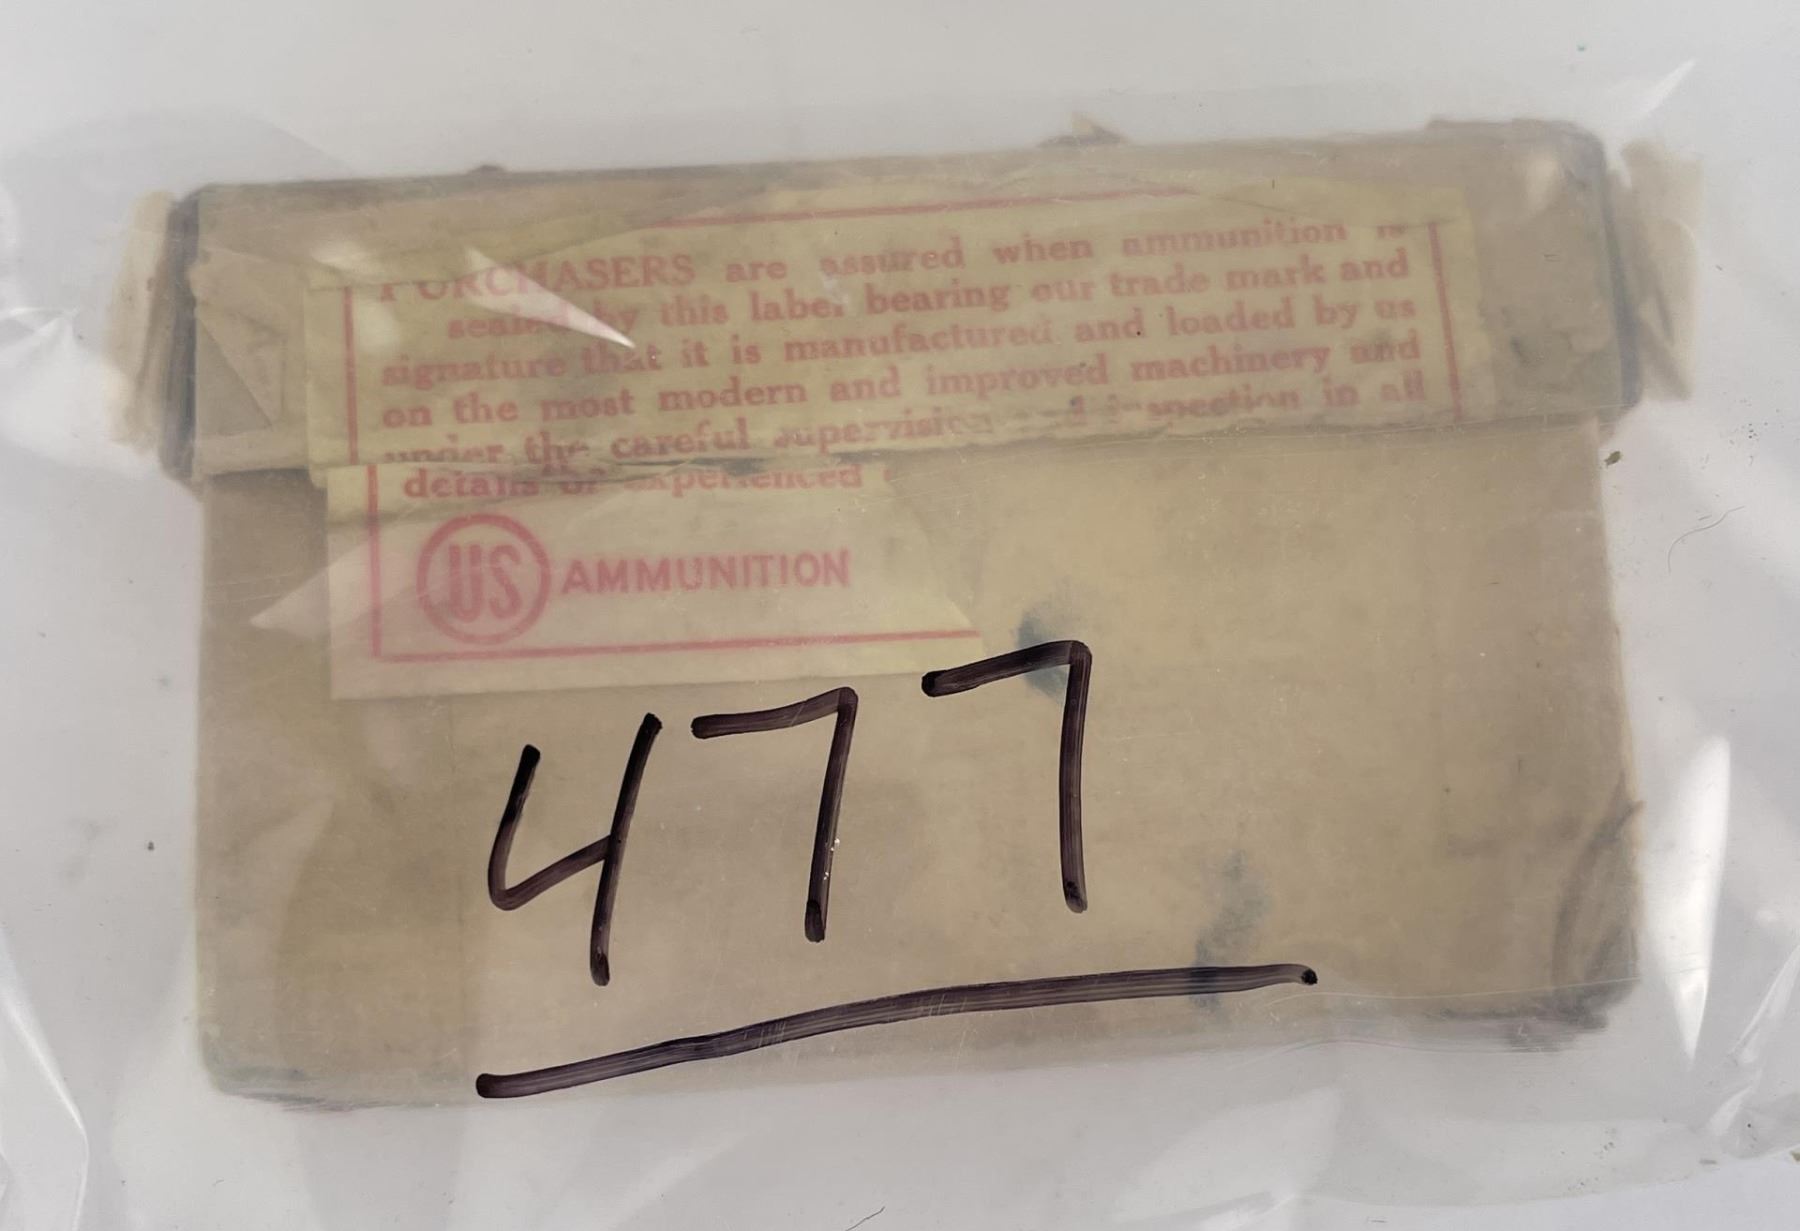 PURCHASERS are assured when ammunition is
sealed by this label bearing our trade mark and
signature that it is manufactured and loaded by us
on the most modern and improved machinery and
under the careful supervision and inspection in all
details of experienced
US AMMUNITION
477